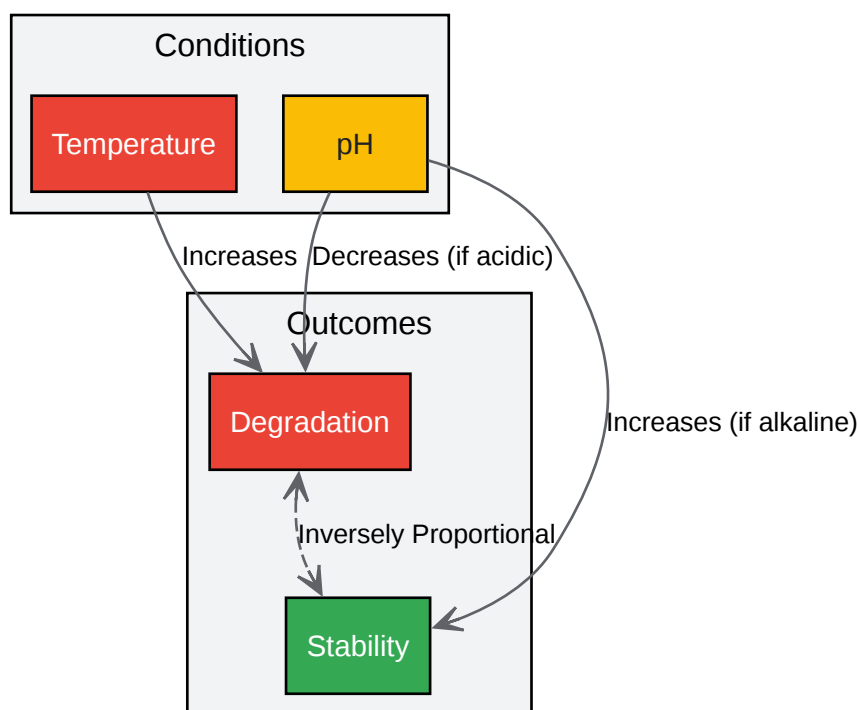 Conditions
Temperature
pH
Increases
Decreases (if acidic)
Outcomes
Degradation
Increases (if alkaline)
Inversely Proportional
Stability